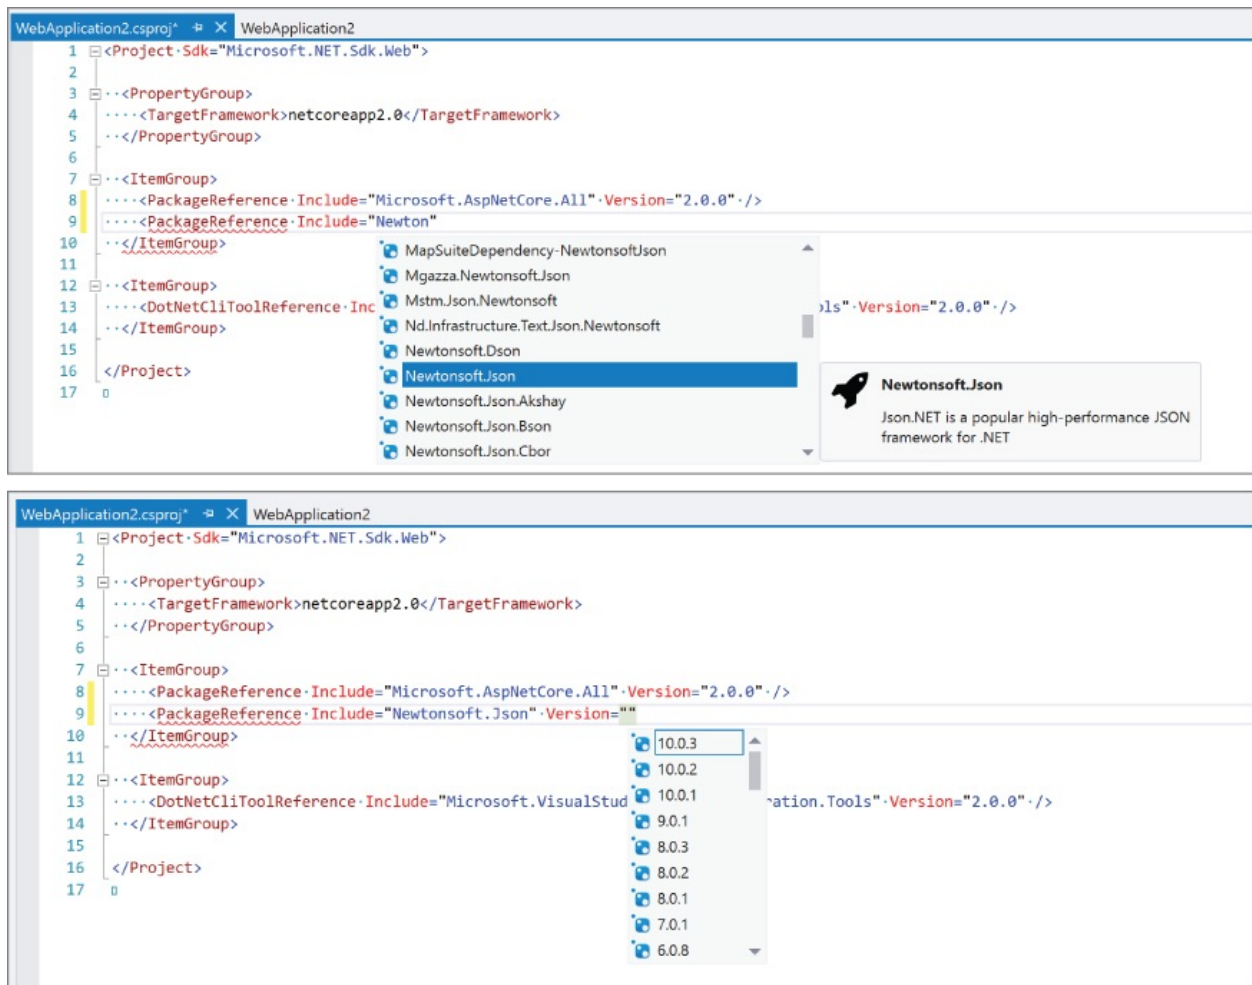 WebApplication2.csproj* WebApplication2
1 <Project·Sdk="Microsoft.NET.Sdk.Web">
2
3 ··<PropertyGroup>
4 ····<TargetFramework>netcoreapp2.0</TargetFramework>
5 ··</PropertyGroup>
6
7 ··<ItemGroup>
8 ····<PackageReference·Include="Microsoft.AspNetCore.All"·Version="2.0.0"·/>
9 ····<PackageReference·Include="Newton"
10 ··</ItemGroup>
11
12 ··<ItemGroup>
13 ····<DotNetCliToolReference·Inc ols"·Version="2.0.0"·/>
14 ··</ItemGroup>
15
16 </Project>
17
MapSuiteDependency-NewtonsoftJson
Mgazza.Newtonsoft.Json
Mstm.Json.Newtonsoft
Nd.Infrastructure.Text.Json.Newtonsoft
Newtonsoft.Dson
Newtonsoft.Json
Newtonsoft.Json.Akshay
Newtonsoft.Json.Bson
Newtonsoft.Json.Cbor
Newtonsoft.Json
Json.NET is a popular high-performance JSON
framework for .NET
WebApplication2.csproj* WebApplication2
1 <Project·Sdk="Microsoft.NET.Sdk.Web">
2
3 ··<PropertyGroup>
4 ····<TargetFramework>netcoreapp2.0</TargetFramework>
5 ··</PropertyGroup>
6
7 ··<ItemGroup>
8 ····<PackageReference·Include="Microsoft.AspNetCore.All"·Version="2.0.0"·/>
9 ····<PackageReference·Include="Newtonsoft.Json"·Version=""
10 ··</ItemGroup>
11
12 ··<ItemGroup>
13 ····<DotNetCliToolReference·Include="Microsoft.VisualStud ration.Tools"·Version="2.0.0"·/>
14 ··</ItemGroup>
15
16 </Project>
17
10.0.3
10.0.2
10.0.1
9.0.1
8.0.3
8.0.2
8.0.1
7.0.1
6.0.8